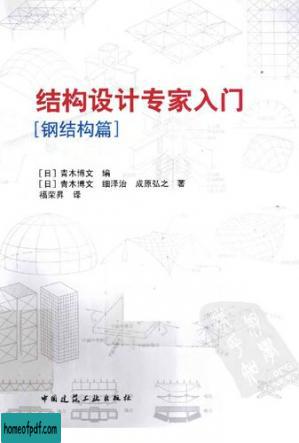 结构设计专家入门
[钢结构篇]
[日] 青木博文 编
[日] 青木博文 细泽治 成原弘之 著
福荣昇 译
中国建筑工业出版社
homeofpdf.com